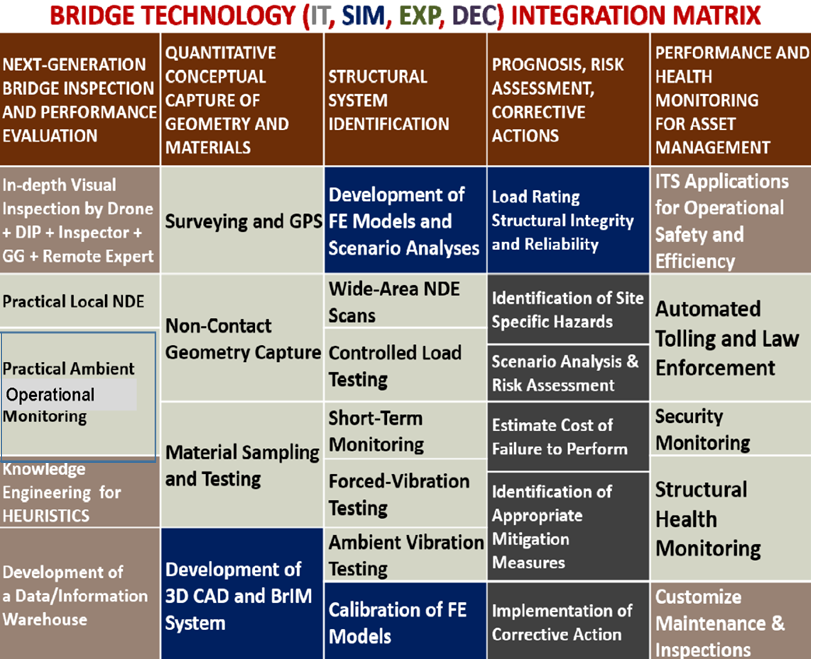 BRIDGE TECHNOLOGY (IT, SIM, EXP, DEC) INTEGRATION MATRIX
NEXT-GENERATION
BRIDGE INSPECTION
AND PERFORMANCE
EVALUATION
QUANTITATIVE
CONCEPTUAL
CAPTURE OF
GEOMETRY AND
MATERIALS
STRUCTURAL
SYSTEM
IDENTIFICATION
PROGNOSIS, RISK
ASSESSMENT,
CORRECTIVE
ACTIONS
PERFORMANCE AND
HEALTH
MONITORING
FOR ASSET
MANAGEMENT
In-depth Visual
Inspection by Drone
+ DIP + Inspector +
GG + Remote Expert
Practical Local NDE
Practical Ambient
Operational
Monitoring
Knowledge
Engineering for
HEURISTICS
Development of
a Data/Information
Warehouse
Surveying and GPS
Non-Contact
Geometry Capture
Material Sampling
and Testing
Development of
3D CAD and BrIM
System
Development of
FE Models and
Scenario Analyses
Wide-Area NDE
Scans
Controlled Load
Testing
Short-Term
Monitoring
Forced-Vibration
Testing
Ambient Vibration
Testing
Calibration of FE
Models
Load Rating
Structural Integrity
and Reliability
Identification of Site
Specific Hazards
Scenario Analysis &
Risk Assessment
Estimate Cost of
Failure to Perform
Identification of
Appropriate
Mitigation
Measures
Implementation of
Corrective Action
ITS Applications
for Operational
Safety and
Efficiency
Automated
Tolling and Law
Enforcement
Security
Monitoring
Structural
Health
Monitoring
Customize
Maintenance &
Inspections